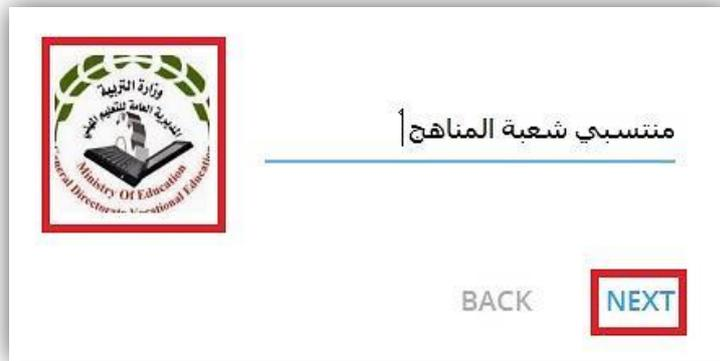 وزارة التربية
المديرية العامة للتعليم المهني
Ministry Of Education
General Directorate Vocational Education
منتسبي شعبة المناهج
BACK
NEXT